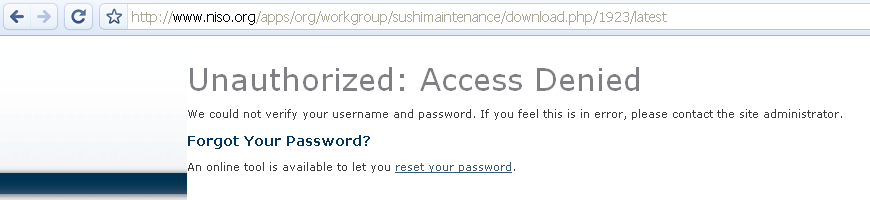 http://www.niso.org/apps/org/workgroup/sushimaintenance/download.php/1923/latest
Unauthorized: Access Denied
We could not verify your username and password. If you feel this is in error, please contact the site administrator.
Forgot Your Password?
An online tool is available to let you reset your password.